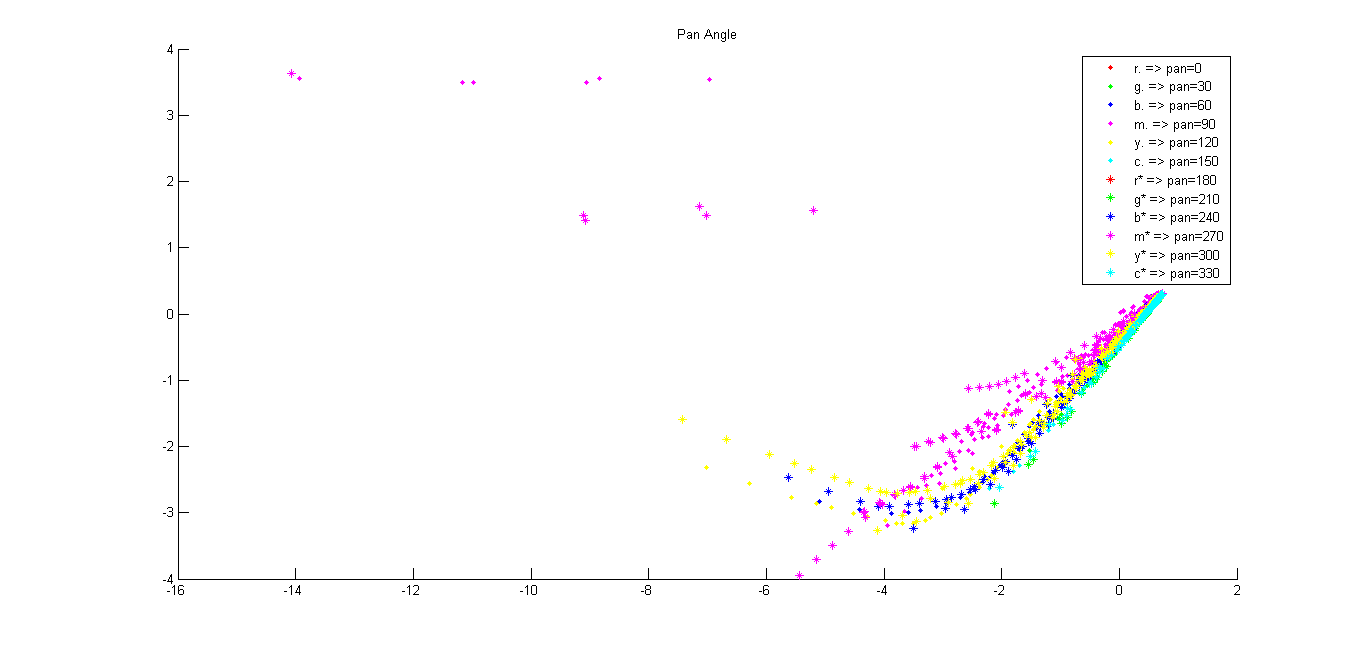 Pan Angle
4
3
2
1
0
-1
-2
-3
-4
-16
-14
-12
-10
-8
-6
-4
-2
0
2
r. => pan=0
g. => pan=30
b. => pan=60
m. => pan=90
y. => pan=120
c. => pan=150
r* => pan=180
g* => pan=210
b* => pan=240
m* => pan=270
y* => pan=300
c* => pan=330